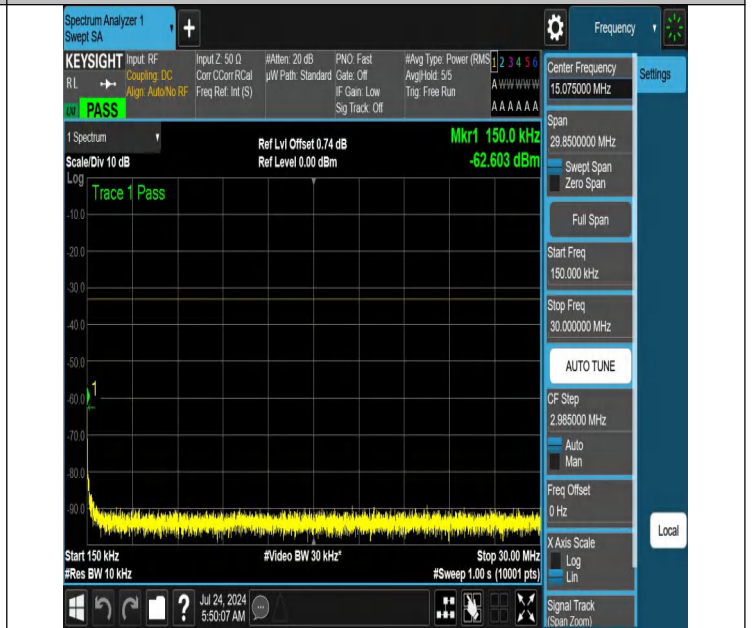 Spectrum Analyzer 1
Swept SA
+
Frequency
KEYSIGHT
RL
PASS
Input: RF
Coupling: DC
Align: Auto/No RF
Input Z: 50 Ω
Corr CCorr RCal
Freq Ref: Int (S)
#Atten: 20 dB
µW Path: Standard
PNO: Fast
Gate: Off
IF Gain: Low
Sig Track: Off
#Avg Type: Power (RMS
Avg|Hold: 5/5
Trig: Free Run
1 2 3 4 5 6
A W W W W W
A A A A A A
1 Spectrum
Scale/Div 10 dB
Ref Lvl Offset 0.74 dB
Ref Level 0.00 dBm
Mkr1 150.0 kHz
-62.603 dBm
Log
Trace 1 Pass
-10.0
-20.0
-30.0
-40.0
-50.0
-60.0
-70.0
-80.0
-90.0
1
Start 150 kHz
#Video BW 30 kHz*
Stop 30.00 MHz
#Res BW 10 kHz
#Sweep 1.00 s (10001 pts)
?
Jul 24, 2024
5:50:07 AM
Center Frequency
15.075000 MHz
Settings
Span
29.8500000 MHz
Swept Span
Zero Span
Full Span
Start Freq
150.000 kHz
Stop Freq
30.000000 MHz
AUTO TUNE
CF Step
2.985000 MHz
Auto
Man
Freq Offset
0 Hz
X Axis Scale
Log
Lin
Local
Signal Track
(Span Zoom)